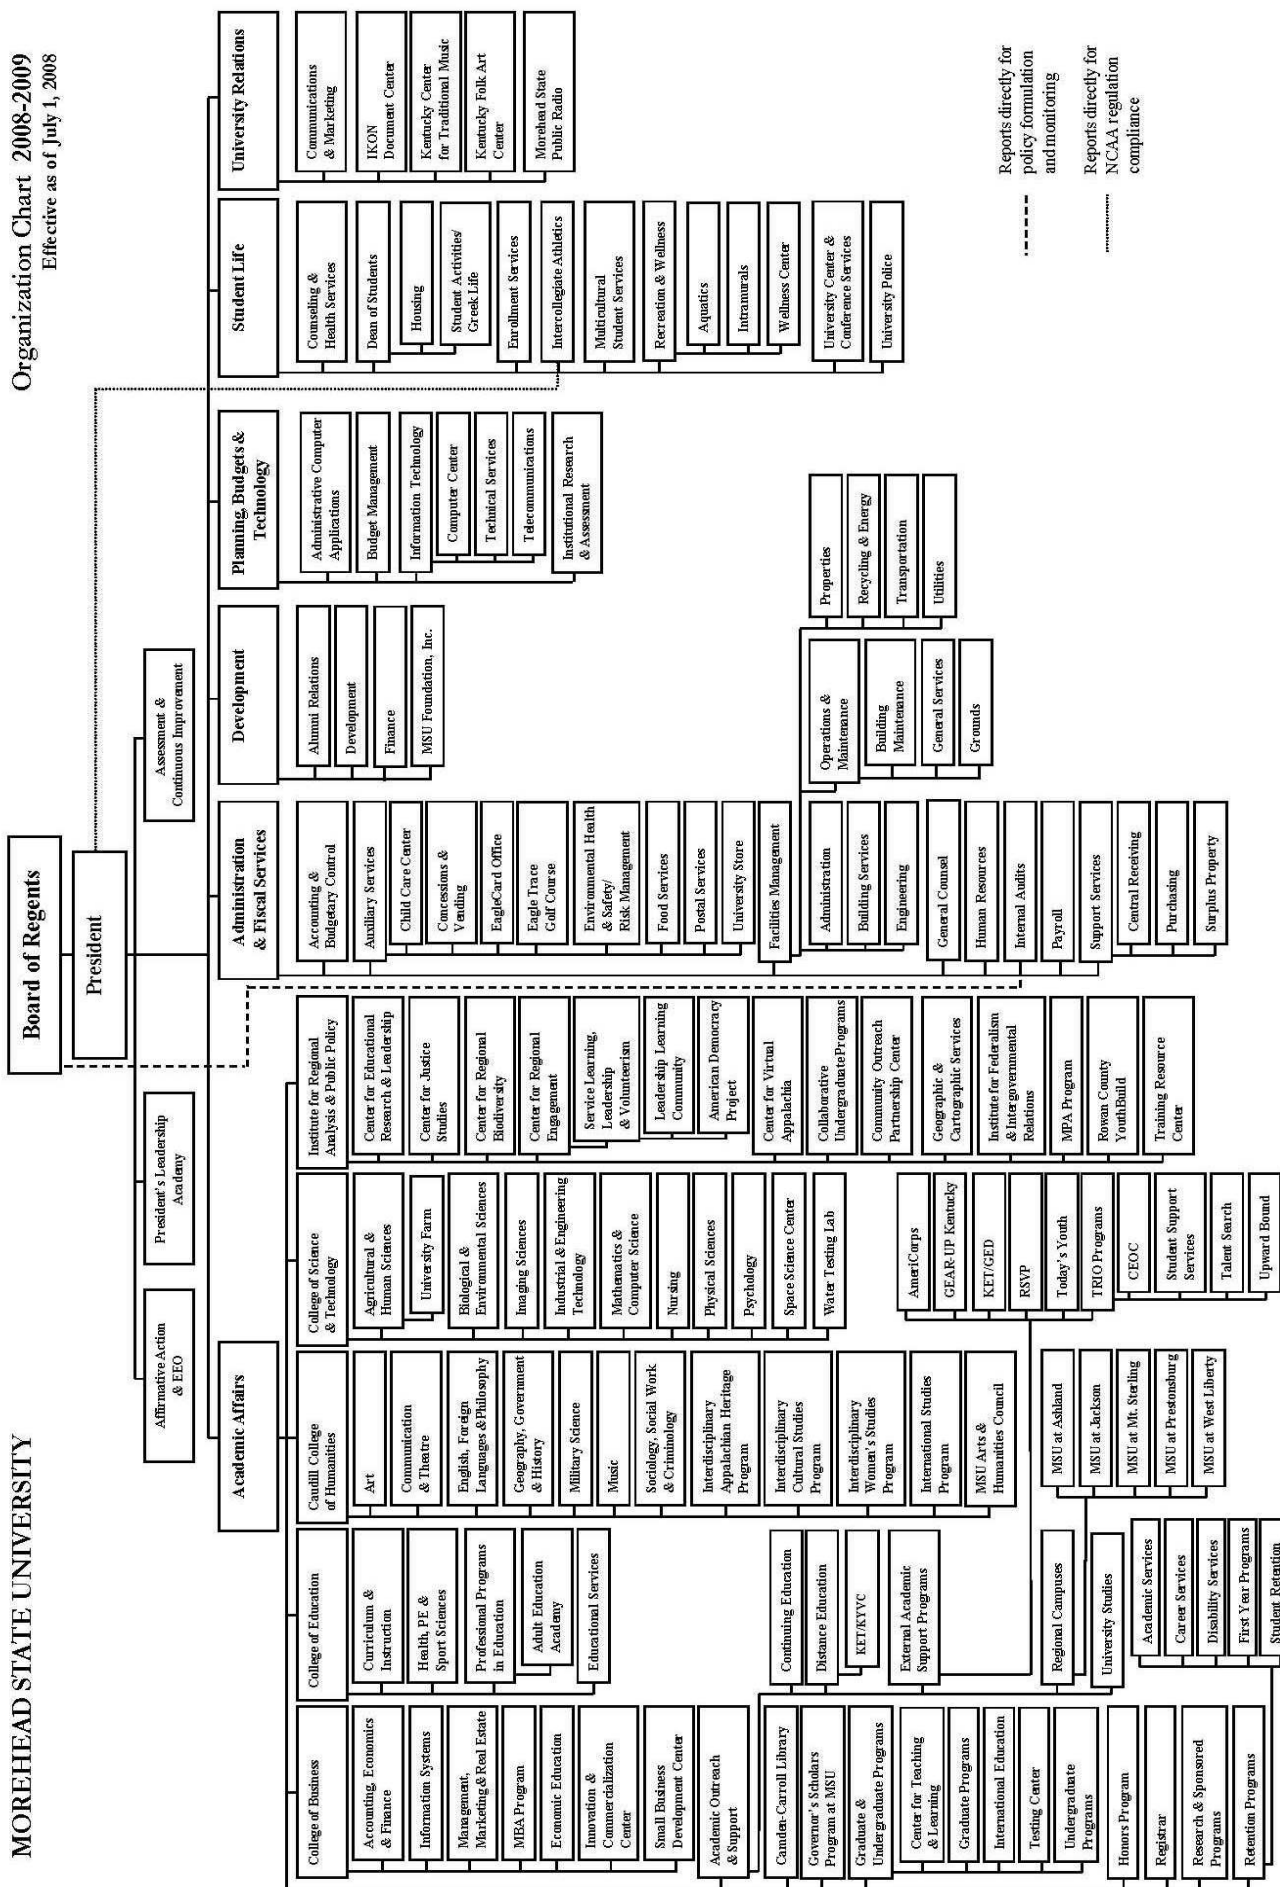 MOREHEAD STATE UNIVERSITY
Organization Chart 2008-2009
Effective as of July 1, 2008
Board of Regents
President
Affirmative Action
& EEO
President's Leadership
Academy
Assessment &
Continuous Improvement
Academic Affairs
Administration
& Fiscal Services
Development
Planning, Budgets &
Technology
Student Life
University Relations
College of Business
Accounting, Economics
& Finance
Information Systems
Management,
Marketing & Real Estate
MBA Program
Economic Education
Innovation &
Commercialization
Center
Small Business
Development Center
Academic Outreach
& Support
Camden-Carroll Library
Governor's Scholars
Program at MSU
Graduate &
Undergraduate Programs
Center for Teaching
& Learning
Graduate Programs
International Education
Testing Center
Undergraduate
Programs
Honors Program
Registrar
Research & Sponsored
Programs
Retention Programs
College of Education
Curriculum &
Instruction
Health, PE &
Sport Sciences
Professional Programs
in Education
Adult Education
Academy
Educational Services
Continuing Education
Distance Education
KET/KYVC
External Academic
Support Programs
Regional Campuses
University Studies
Academic Services
Career Services
Disability Services
First Year Programs
Student Retention
Caudill College
of Humanities
Art
Communication
& Theatre
English, Foreign
Languages & Philosophy
Geography, Government
& History
Military Science
Music
Sociology, Social Work
& Criminology
Interdisciplinary
Appalachian Heritage
Program
Interdisciplinary
Cultural Studies
Program
Interdisciplinary
Women's Studies
Program
International Studies
Program
MSU Arts &
Humanities Council
MSU at Ashland
MSU at Jackson
MSU at Mt. Sterling
MSU at Prestonsburg
MSU at West Liberty
College of Science
& Technology
Agricultural &
Human Sciences
University Farm
Biological &
Environmental Sciences
Imaging Sciences
Industrial & Engineering
Technology
Mathematics &
Computer Science
Nursing
Physical Sciences
Psychology
Space Science Center
Water Testing Lab
AmeriCorps
GEAR-UP Kentucky
KET/GED
RSVP
Today's Youth
TRIO Programs
CEOC
Student Support
Services
Talent Search
Upward Bound
Institute for Regional
Analysis & Public Policy
Center for Educational
Research & Leadership
Center for Justice
Studies
Center for Regional
Biodiversity
Center for Regional
Engagement
Service Learning,
Leadership
& Volunteerism
Leadership Learning
Community
American Democracy
Project
Center for Virtual
Appalachia
Collaborative
Undergraduate Programs
Community Outreach
Partnership Center
Geographic &
Cartographic Services
Institute for Federalism
& Intergovernmental
Relations
MPA Program
Rowan County
YouthBuild
Training Resource
Center
Accounting &
Budgetary Control
Auxiliary Services
Child Care Center
Concessions &
Vending
EagleCard Office
Eagle Trace
Golf Course
Environmental Health
& Safety/
Risk Management
Food Services
Postal Services
University Store
Facilities Management
Administration
Building Services
Engineering
General Counsel
Human Resources
Internal Audits
Payroll
Support Services
Central Receiving
Purchasing
Surplus Property
Operations &
Maintenance
Building
Maintenance
General Services
Grounds
Properties
Recycling & Energy
Transportation
Utilities
Alumni Relations
Development
Finance
MSU Foundation, Inc.
Administrative Computer
Applications
Budget Management
Information Technology
Computer Center
Technical Services
Telecommunications
Institutional Research
& Assessment
Counseling &
Health Services
Dean of Students
Housing
Student Activities/
Greek Life
Enrollment Services
Intercollegiate Athletics
Multicultural
Student Services
Recreation & Wellness
Aquatics
Intramurals
Wellness Center
University Center &
Conference Services
University Police
Communications
& Marketing
IKON
Document Center
Kentucky Center
for Traditional Music
Kentucky Folk Art
Center
Morehead State
Public Radio
Reports directly for
policy formulation
and monitoring
Reports directly for
NCAA regulation
compliance